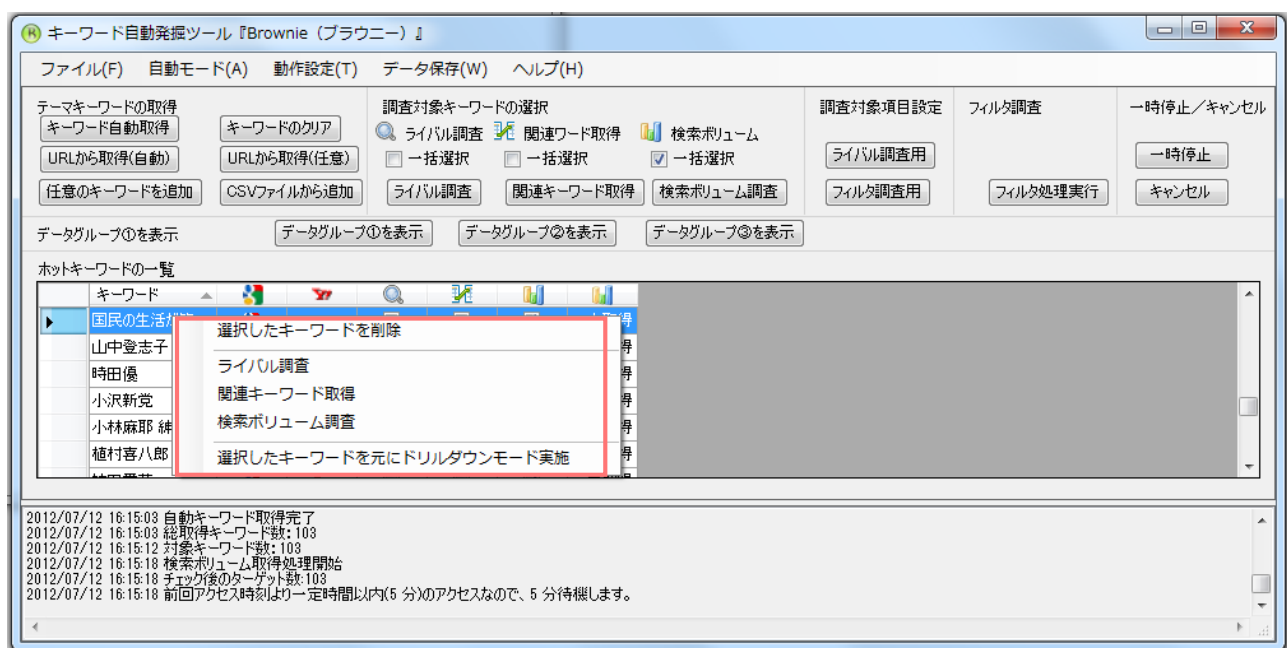 キーワード自動発掘ツール『Brownie（ブラウニー）』
ファイル(F) 自動モード(A) 動作設定(T) データ保存(W) ヘルプ(H)
テーマキーワードの取得 調査対象キーワードの選択 調査対象項目設定 フィルタ調査 一時停止／キャンセル
キーワード自動取得 キーワードのクリア ライバル調査 関連ワード取得 検索ボリューム
URLから取得(自動) URLから取得(任意) 一括選択 一括選択 一括選択 ライバル調査用 一時停止
任意のキーワードを追加 CSVファイルから追加 ライバル調査 関連キーワード取得 検索ボリューム調査 フィルタ調査用 フィルタ処理実行 キャンセル
データグループ①を表示 データグループ①を表示 データグループ②を表示 データグループ③を表示
ホットキーワードの一覧
キーワード
国民の生活が 得
選択したキーワードを削除
山中登志子 得
ライバル調査
時田優 得
関連キーワード取得
小沢新党 得
検索ボリューム調査
小林麻耶 得
植村喜八郎 得
選択したキーワードを元にドリルダウンモード実施
2012/07/12 16:15:03 自動キーワード取得完了
2012/07/12 16:15:03 総取得キーワード数：103
2012/07/12 16:15:12 対象キーワード数：103
2012/07/12 16:15:18 検索ボリューム取得処理開始
2012/07/12 16:15:18 チェック後のターゲット数:103
2012/07/12 16:15:18 前回アクセス時刻より一定時間以内(5 分)のアクセスなので、5 分待機します。